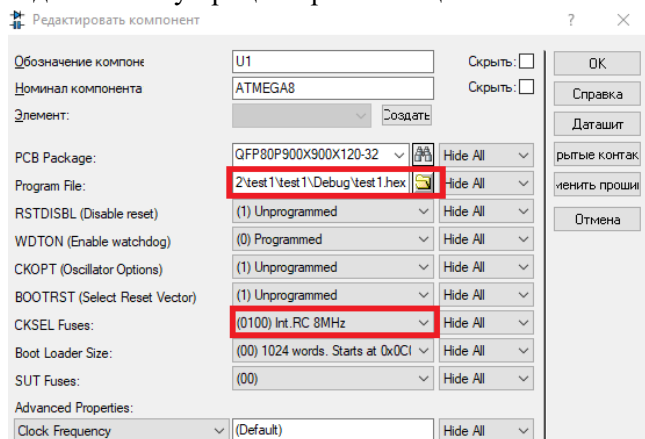 Редактировать компонент ? ×
Обозначение компоне U1 Скрыть: OK
Номинал компонента ATMEGA8 Скрыть: Справка
Элемент: Создать Даташит
PCB Package: QFP80P900X900X120-32 Hide All рытые контак
Program File: 2\test1\test1\Debug\test1.hex Hide All менить проши
RSTDISBL (Disable reset) (1) Unprogrammed Hide All Отмена
WDTON (Enable watchdog) (0) Programmed Hide All
CKOPT (Oscillator Options) (1) Unprogrammed Hide All
BOOTRST (Select Reset Vector) (1) Unprogrammed Hide All
CKSEL Fuses: (0100) Int.RC 8MHz Hide All
Boot Loader Size: (00) 1024 words. Starts at 0x0C Hide All
SUT Fuses: (00) Hide All
Advanced Properties:
Clock Frequency (Default) Hide All